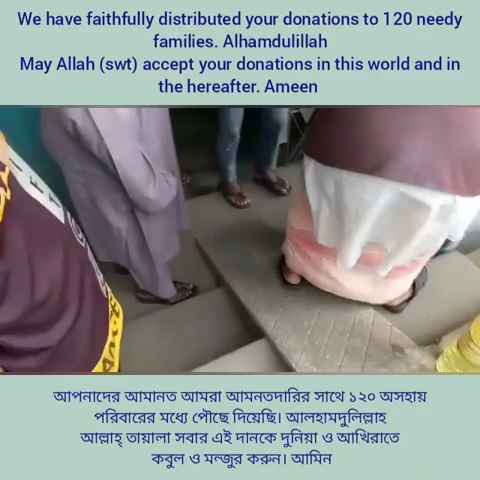 We have faithfully distributed your donations to 120 needy
families. Alhamdulillah
May Allah (swt) accept your donations in this world and in
the hereafter. Ameen
আপনাদের আমানত আমরা আমনতদারির সাথে ১২০ অসহায়
পরিবারের মধ্যে পৌছে দিয়েছি। আলহামদুলিল্লাহ
আল্লাহ্ তায়ালা সবার এই দানকে দুনিয়া ও আখিরাতে
কবুল ও মন্জুর করুন। আমিন